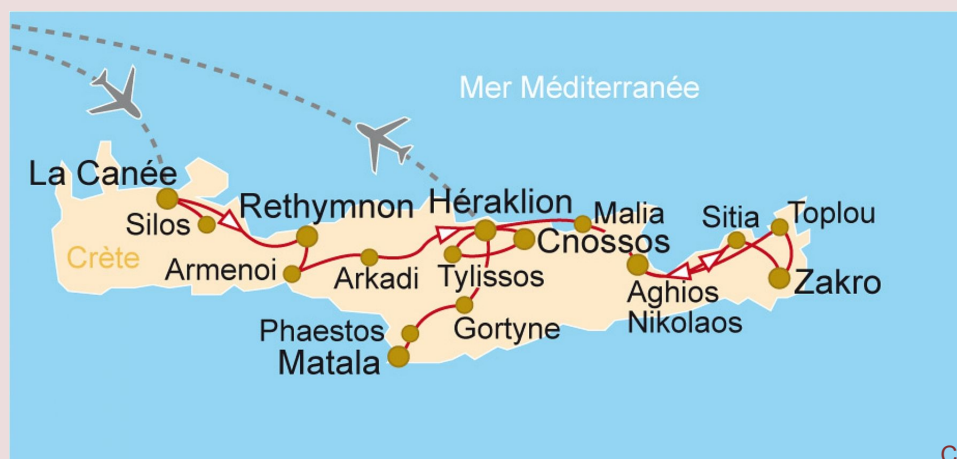 Mer Méditerranée
La Canée
Silos
Rethymnon
Héraklion
Malia
Sitia
Toplou
Crète
Armenoi
Arkadi
Tylissos
Cnossos
Aghios
Nikolaos
Zakro
Phaestos
Gortyne
Matala
C